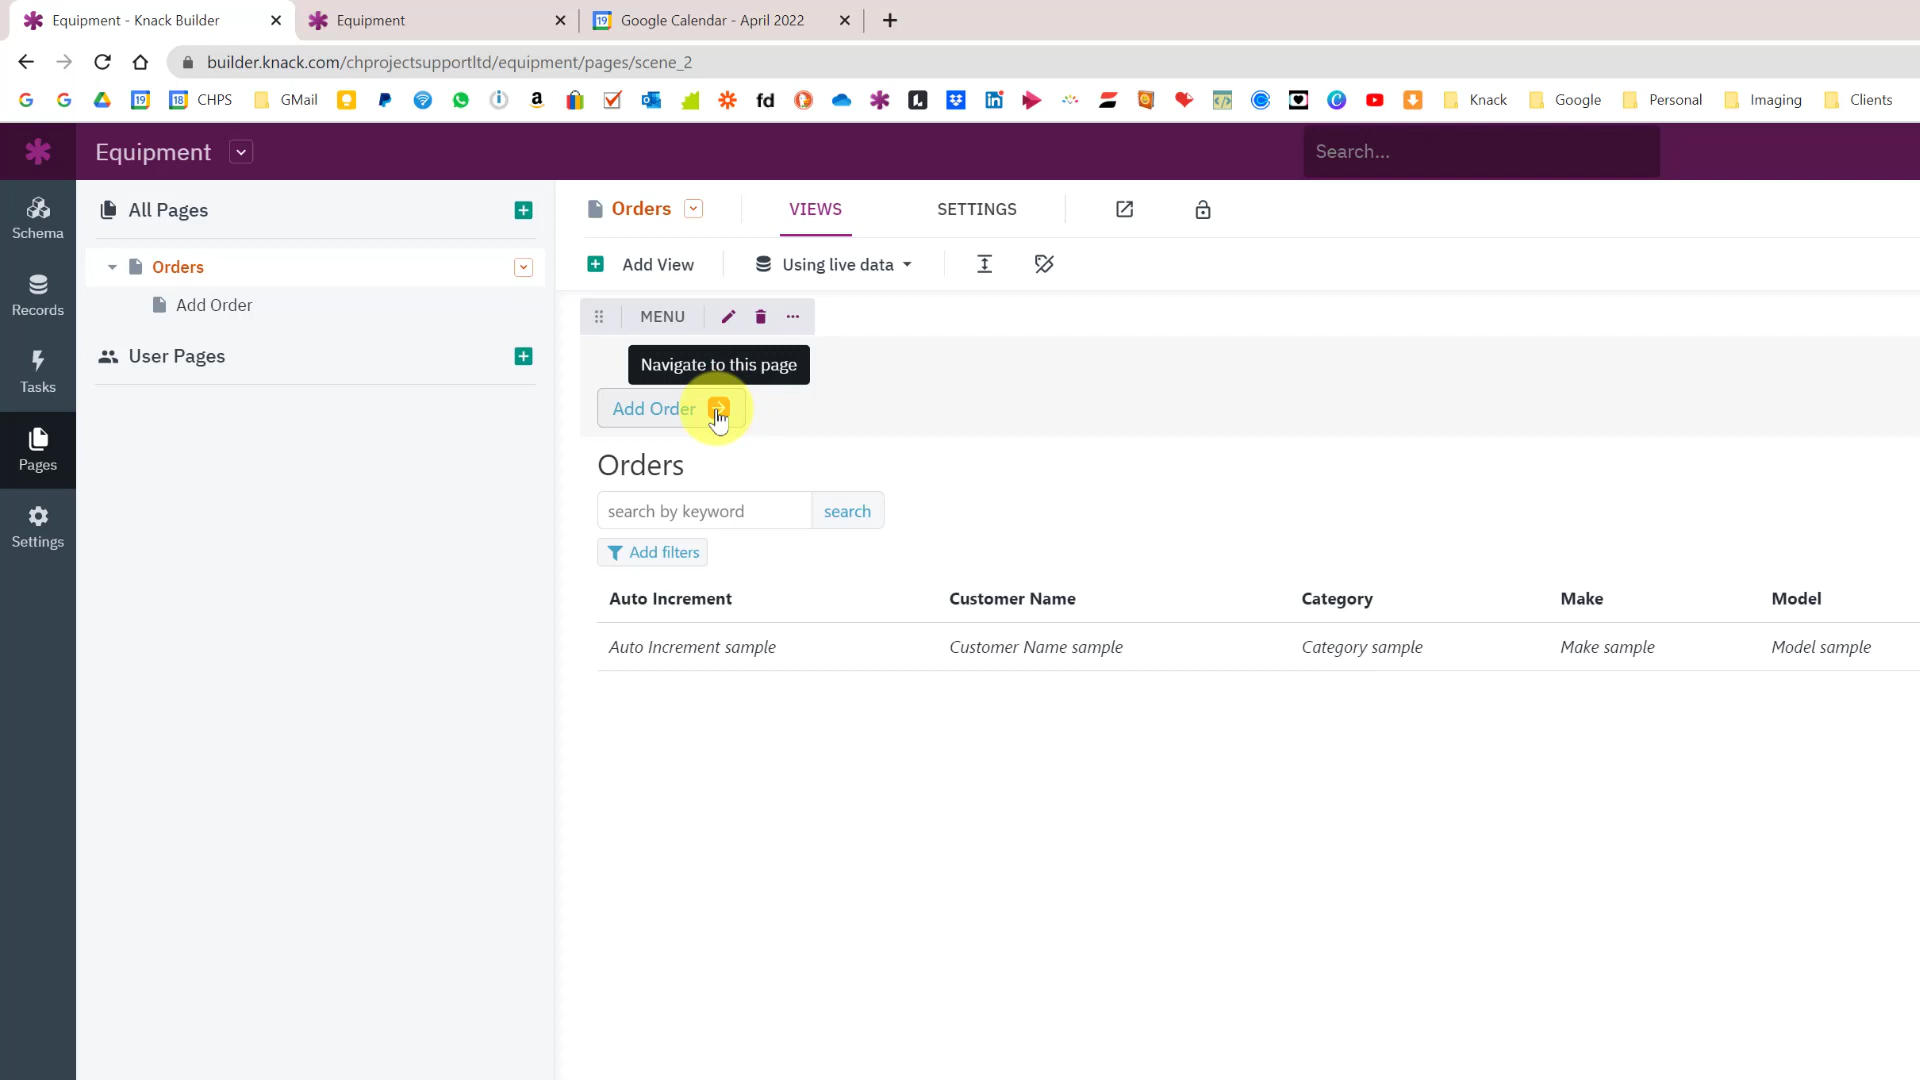 Equipment - Knack Builder
Equipment
19 Google Calendar - April 2022
builder.knack.com/chprojectsupportltd/equipment/pages/scene_2
19
18 CHPS
GMail
fd
Knack
Google
Personal
Imaging
Clients
Equipment
Search...
Schema
Records
Tasks
Pages
Settings
All Pages
Orders
Add Order
User Pages
Orders
VIEWS
SETTINGS
Add View
Using live data
MENU
Navigate to this page
Add Order
Orders
search by keyword
search
Add filters
Auto Increment Customer Name Category Make Model
Auto Increment sample Customer Name sample Category sample Make sample Model sample